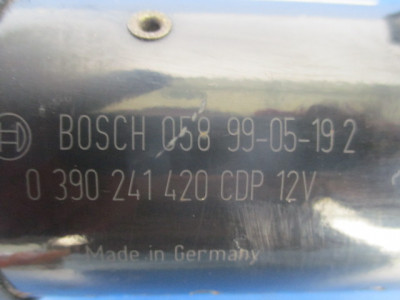 BOSCH 058 99-05-19 2
0 390 241 420 CDP 12V
Made in Germany